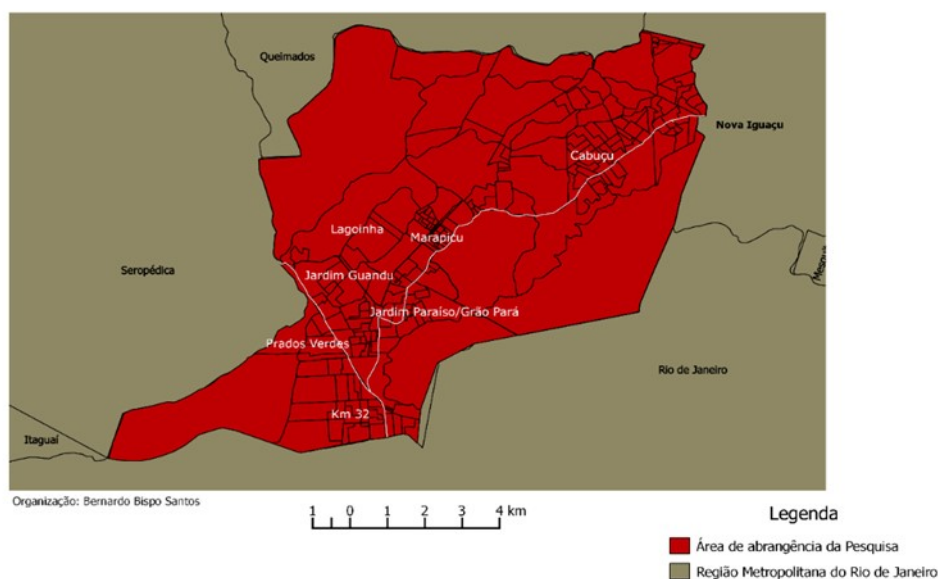 Queimados
Nova Iguaçu
Cabuçu
Lagoinha
Marapicu
Seropédica
Jardim Guandu
Mesquit
Jardim Paraíso/Grão Pará
Prados Verdes
Rio de Janeiro
Km 32
Itaguaí
Organização: Bernardo Bispo Santos
1 0 1 2 3 4 km
Legenda
Área de abrangência da Pesquisa
Região Metropolitana do Rio de Janeiro